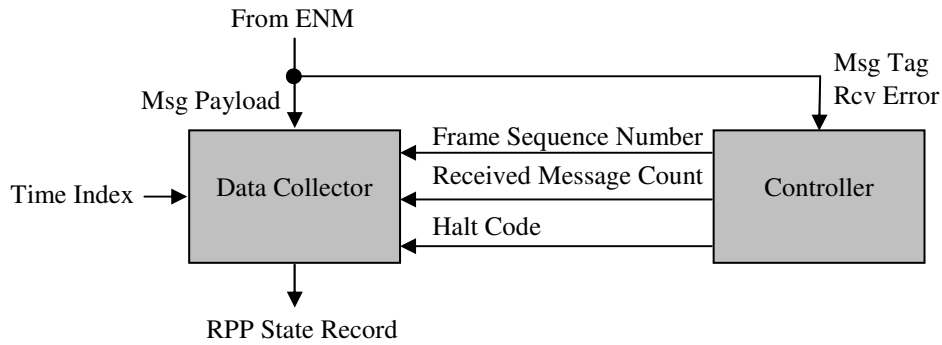 From ENM
Msg Tag
Rcv Error
Msg Payload
Frame Sequence Number
Data Collector
Received Message Count
Controller
Time Index
Halt Code
RPP State Record